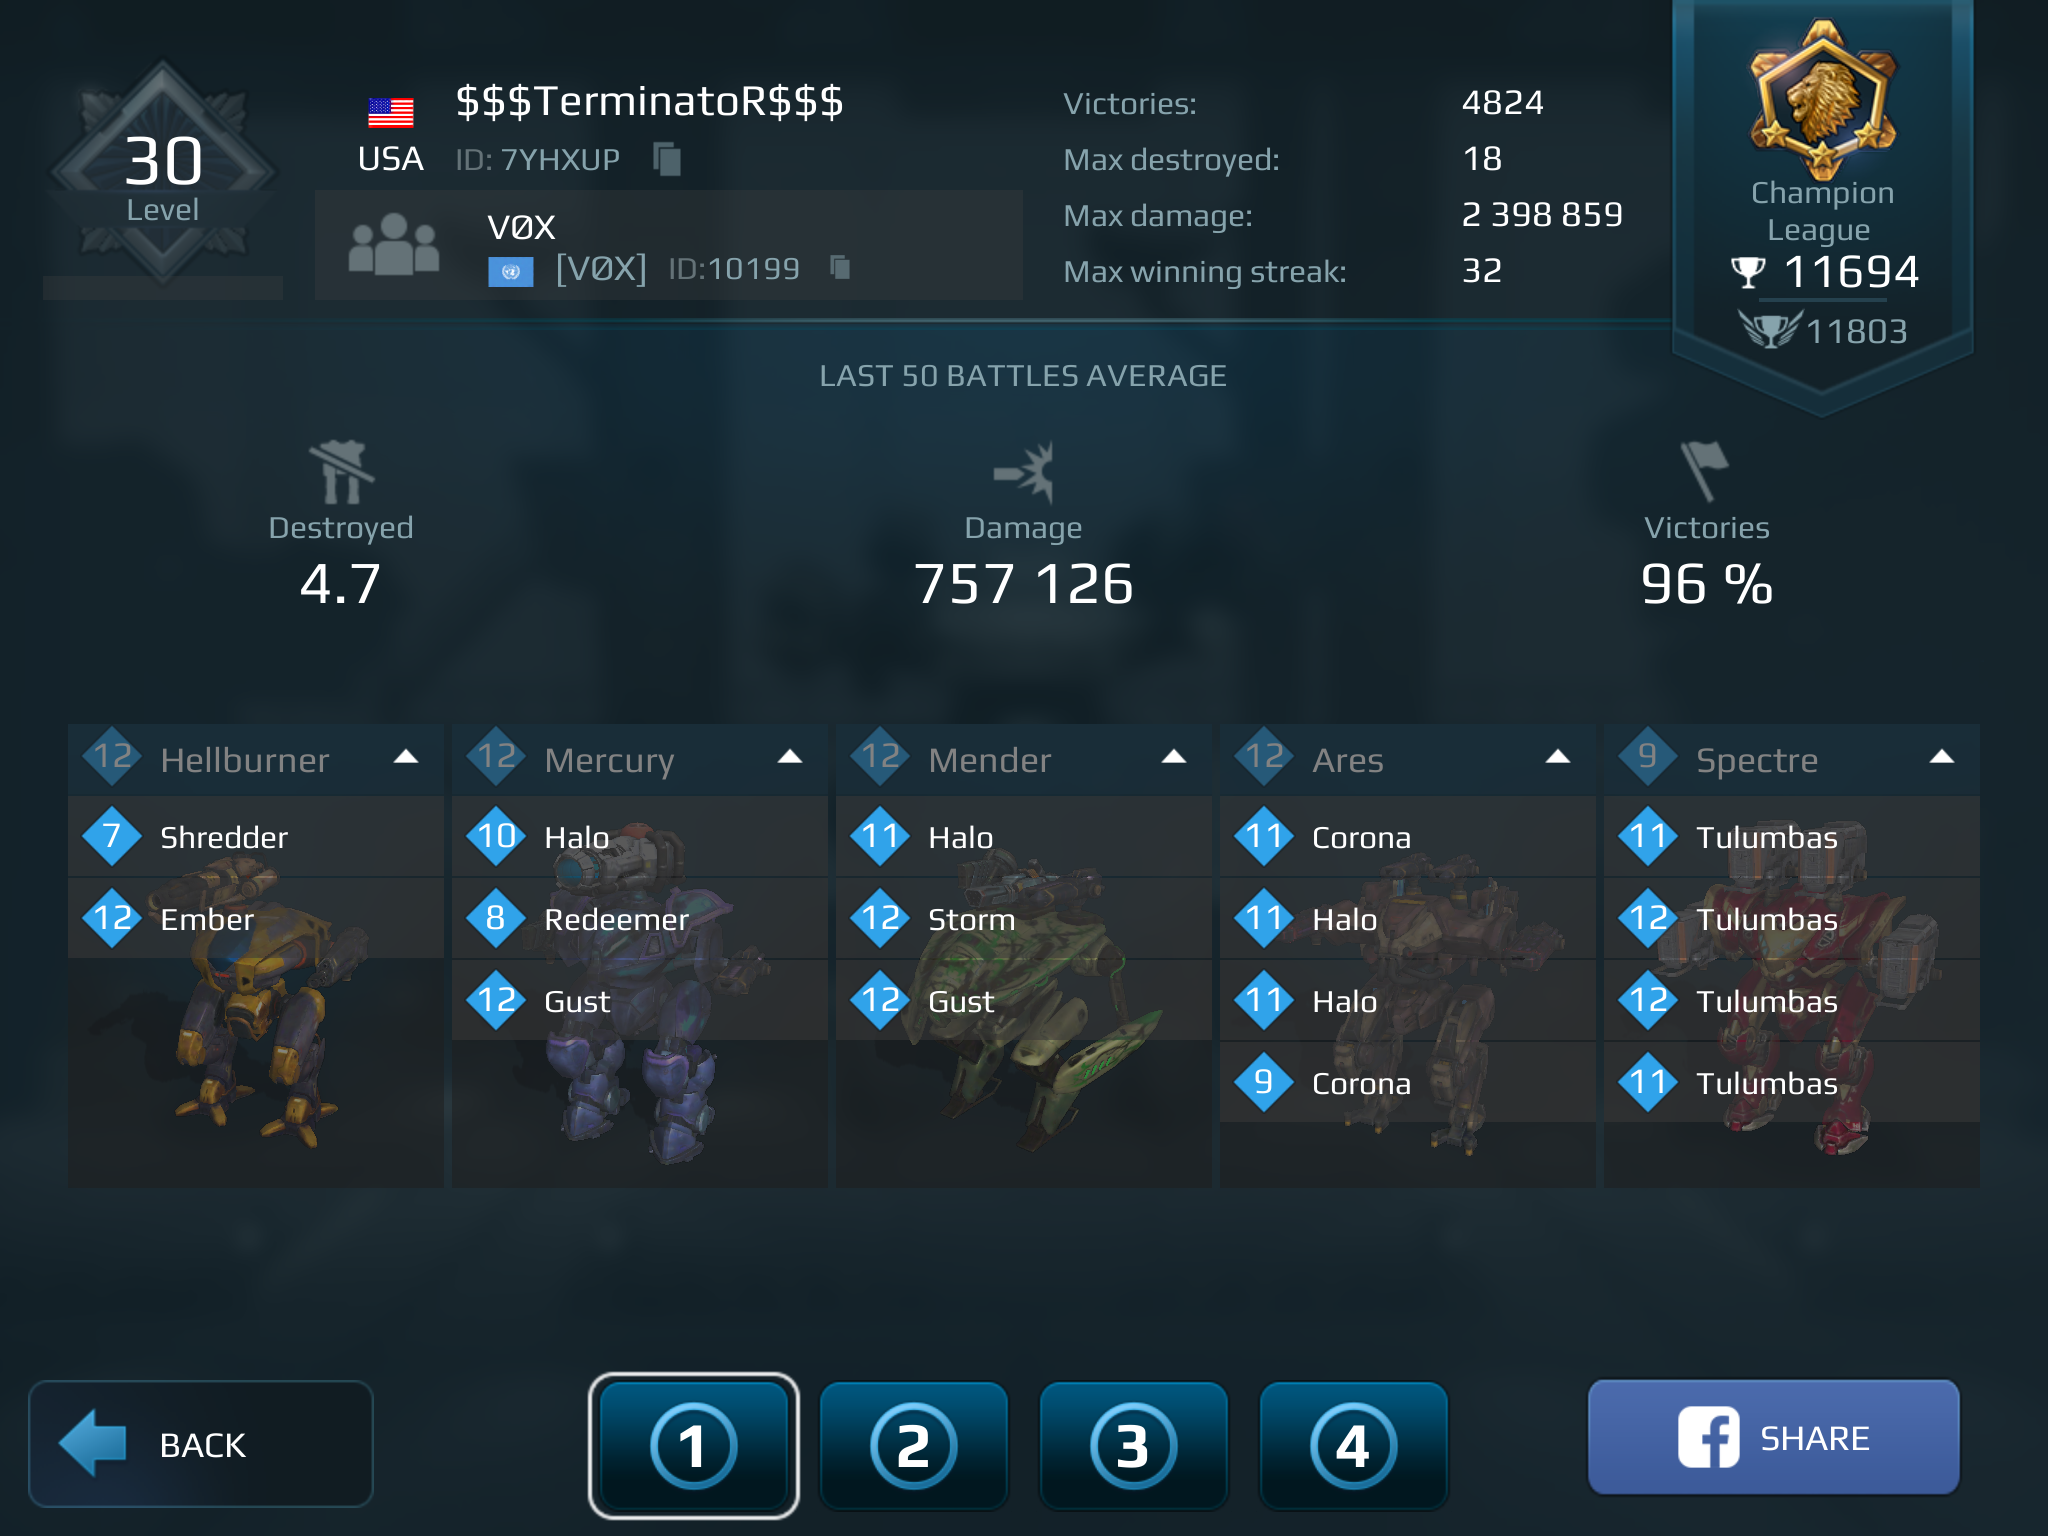 30
Level
$$$TerminatoR$$$
USA
ID: 7YHXUP
VØX
[VØX] ID:10199
Victories: 4824
Max destroyed: 18
Max damage: 2 398 859
Max winning streak: 32
Champion
League
11694
11803
LAST 50 BATTLES AVERAGE
Destroyed
4.7
Damage
757 126
Victories
96 %
12 Hellburner
7 Shredder
12 Ember
12 Mercury
10 Halo
8 Redeemer
12 Gust
12 Mender
11 Halo
12 Storm
12 Gust
12 Ares
11 Corona
11 Halo
11 Halo
9 Corona
9 Spectre
11 Tulumbas
12 Tulumbas
12 Tulumbas
11 Tulumbas
BACK
1
2
3
4
SHARE